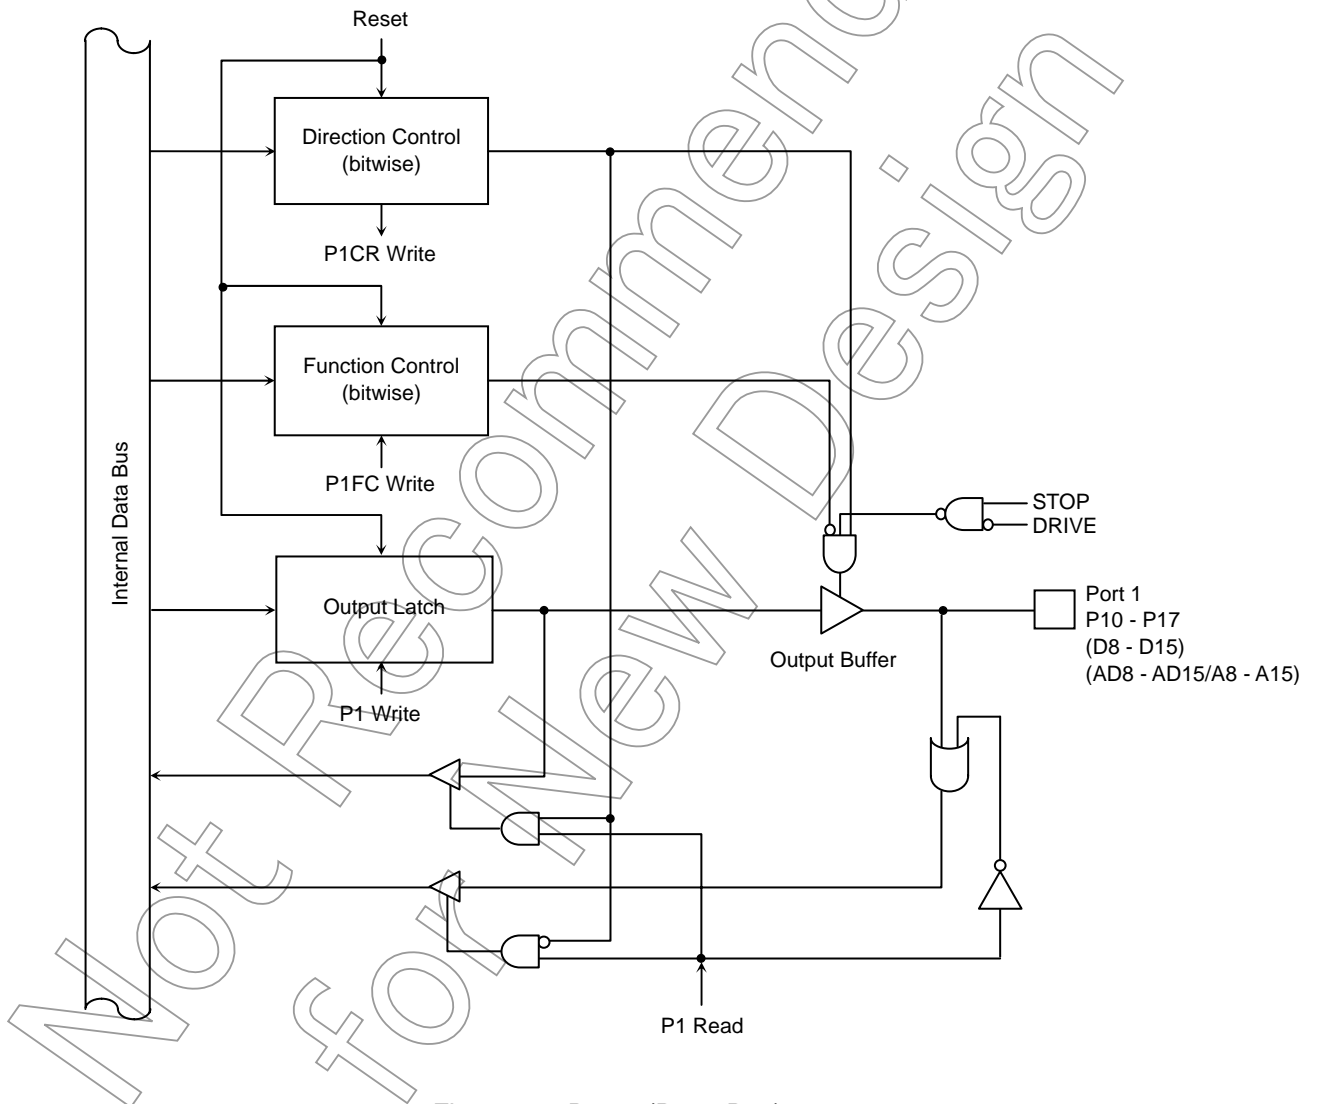 Reset
Direction Control
(bitwise)
P1CR Write
Function Control
(bitwise)
P1FC Write
Internal Data Bus
STOP
DRIVE
Output Latch
Output Buffer
Port 1
P10 - P17
(D8 - D15)
(AD8 - AD15/A8 - A15)
P1 Write
P1 Read
Not
for New Design